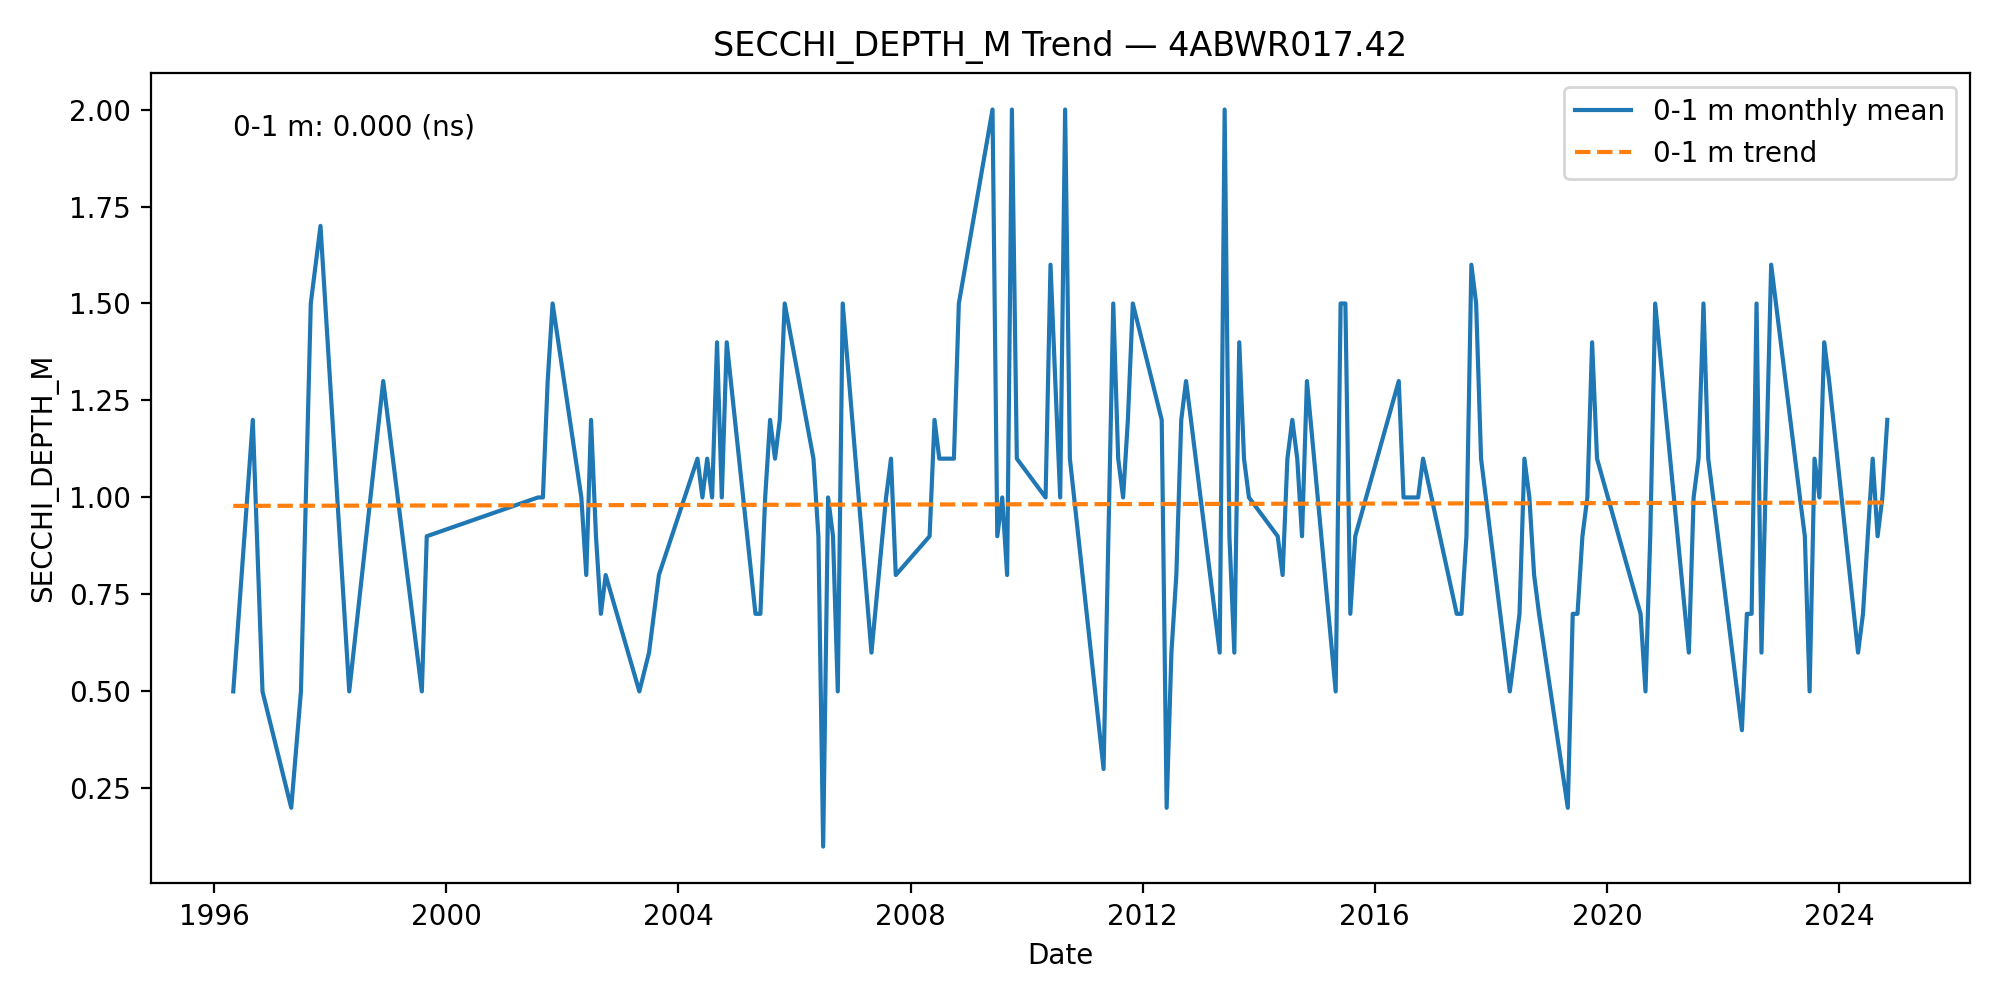 SECCHI_DEPTH_M Trend — 4ABWR017.42
0-1 m: 0.000 (ns)
0-1 m monthly mean
0-1 m trend
SECCHI_DEPTH_M
2.00
1.75
1.50
1.25
1.00
0.75
0.50
0.25
1996
2000
2004
2008
2012
2016
2020
2024
Date